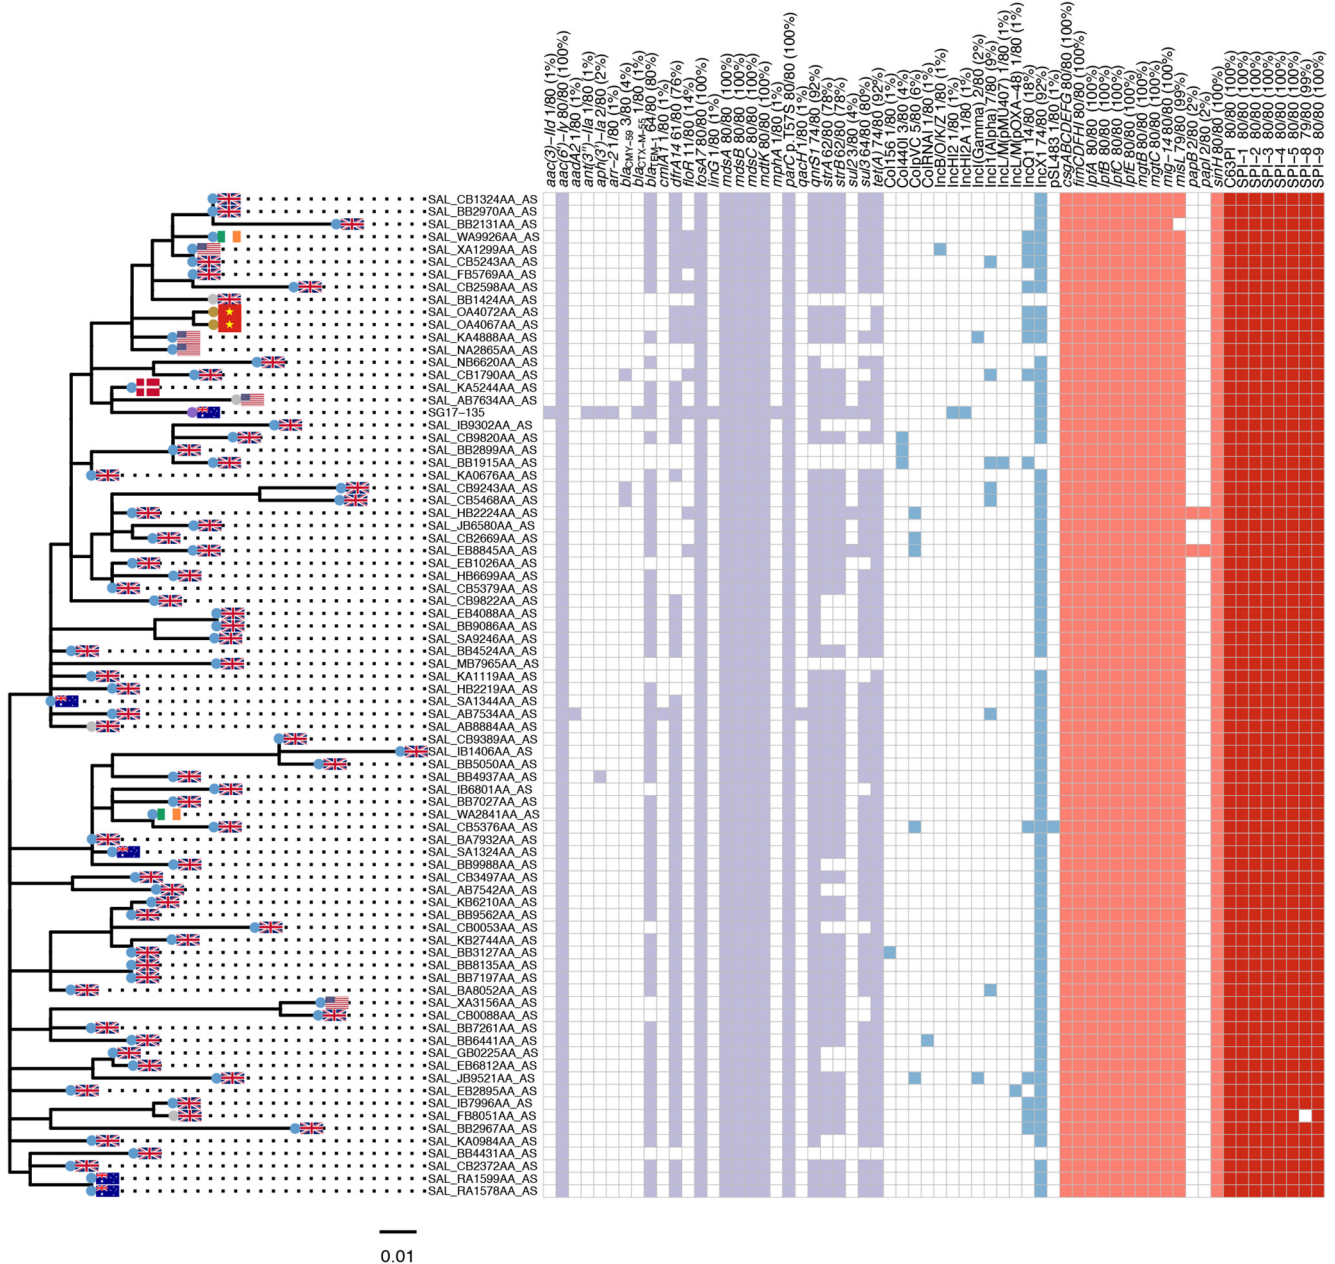 aac(3)−IId 1/80 (1%)
aac(6')−Iy 80/80 (100%)
aadA2 1/80 (1%)
aph(3'')−IIa 1/80 (1%)
aph(3')−Ia 2/80 (2%)
arr−2 1/80 (1%)
blaCMY−59 3/80 (4%)
blaCTX−M−55 1/80 (1%)
blaTEM−1 64/80 (80%)
cmlA1 1/80 (1%)
dfrA14 61/80 (76%)
floR 11/80 (14%)
fosA7 80/80 (100%)
linG 1/80 (1%)
mdsA 80/80 (100%)
mdsB 80/80 (100%)
mdsC 80/80 (100%)
mdtK 80/80 (100%)
mphA 1/80 (1%)
parC p.T57S 80/80 (100%)
qacH 1/80 (1%)
qnrS1 74/80 (92%)
strA 62/80 (78%)
strB 62/80 (78%)
sul2 3/80 (4%)
sul3 64/80 (80%)
tet(A) 74/80 (92%)
Col156 1/80 (1%)
Col440I 3/80 (4%)
ColpVC 5/80 (6%)
ColRNAI 1/80 (1%)
IncB/O/K/Z 1/80 (1%)
IncHI2 1/80 (1%)
IncHI2A 1/80 (1%)
IncI(Gamma) 2/80 (2%)
IncI1(Alpha) 7/80 (9%)
IncL/M(pMU407) 1/80 (1%)
IncL/M(pOXA−48) 1/80 (1%)
IncQ1 14/80 (18%)
IncX1 74/80 (92%)
pSL483 1/80 (1%)
csgABCDEFG 80/80 (100%)
fimCDFHI 80/80 (100%)
pfA 80/80 (100%)
pfB 80/80 (100%)
pfC 80/80 (100%)
pfE 80/80 (100%)
mgtB 80/80 (100%)
mgtC 80/80 (100%)
mig−14 80/80 (100%)
misL 79/80 (99%)
papB 2/80 (2%)
papI 2/80 (2%)
sinH 80/80 (100%)
C63PI 80/80 (100%)
SPI−1 80/80 (100%)
SPI−2 80/80 (100%)
SPI−3 80/80 (100%)
SPI−4 80/80 (100%)
SPI−5 80/80 (100%)
SPI−8 79/80 (99%)
SPI−9 80/80 (100%)
SAL_CB1324AA_AS
SAL_BB2970AA_AS
SAL_BB2131AA_AS
SAL_WA9926AA_AS
SAL_XA1299AA_AS
SAL_CB5243AA_AS
SAL_FB5769AA_AS
SAL_CB2598AA_AS
SAL_BB1424AA_AS
SAL_OA4072AA_AS
SAL_OA4067AA_AS
SAL_KA4888AA_AS
SAL_NA2865AA_AS
SAL_NB6620AA_AS
SAL_CB1790AA_AS
SAL_KA5244AA_AS
SAL_AB7634AA_AS
SG17−135
SAL_IB9302AA_AS
SAL_CB9820AA_AS
SAL_BB2899AA_AS
SAL_BB1915AA_AS
SAL_KA0676AA_AS
SAL_CB9243AA_AS
SAL_CB5468AA_AS
SAL_HB2224AA_AS
SAL_JB6580AA_AS
SAL_CB2669AA_AS
SAL_EB8845AA_AS
SAL_EB1026AA_AS
SAL_HB6699AA_AS
SAL_CB5379AA_AS
SAL_CB9822AA_AS
SAL_EB4088AA_AS
SAL_BB9086AA_AS
SAL_SA9246AA_AS
SAL_BB4524AA_AS
SAL_MB7965AA_AS
SAL_KA1119AA_AS
SAL_HB2219AA_AS
SAL_SA1344AA_AS
SAL_AB7534AA_AS
SAL_AB8884AA_AS
SAL_CB9389AA_AS
SAL_IB1406AA_AS
SAL_BB5050AA_AS
SAL_BB4937AA_AS
SAL_IB6801AA_AS
SAL_BB7027AA_AS
SAL_WA2841AA_AS
SAL_CB5376AA_AS
SAL_BA7932AA_AS
SAL_SA1324AA_AS
SAL_BB9988AA_AS
SAL_CB3497AA_AS
SAL_AB7542AA_AS
SAL_KB6210AA_AS
SAL_BB9562AA_AS
SAL_CB0053AA_AS
SAL_KB2744AA_AS
SAL_BB3127AA_AS
SAL_BB8135AA_AS
SAL_BB7197AA_AS
SAL_BA8052AA_AS
SAL_XA3156AA_AS
SAL_CB0088AA_AS
SAL_BB7261AA_AS
SAL_BB6441AA_AS
SAL_GB0225AA_AS
SAL_EB6812AA_AS
SAL_JB9521AA_AS
SAL_EB2895AA_AS
SAL_IB7996AA_AS
SAL_FB8051AA_AS
SAL_BB2967AA_AS
SAL_KA0984AA_AS
SAL_BB4431AA_AS
SAL_CB2372AA_AS
SAL_RA1599AA_AS
SAL_RA1578AA_AS
0.01